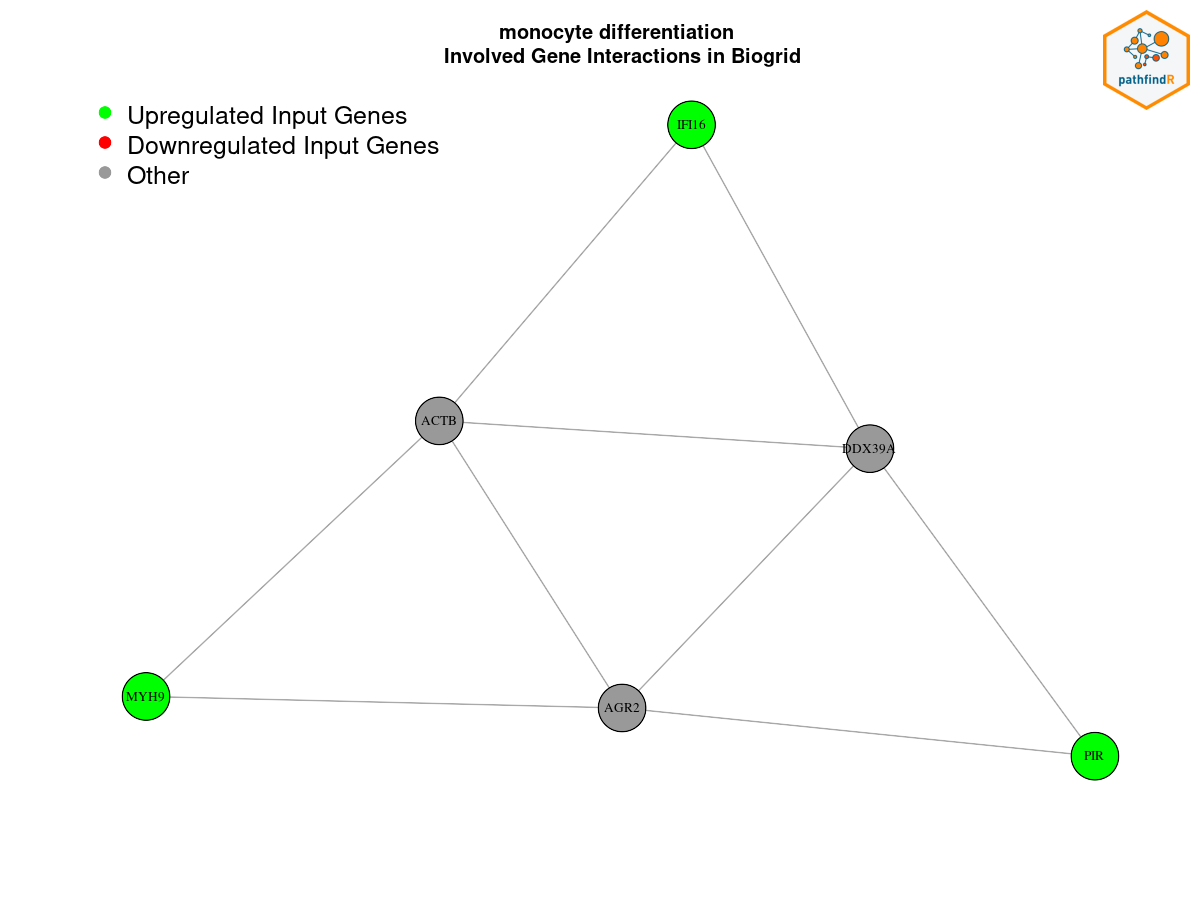 monocyte differentiation
Involved Gene Interactions in Biogrid
pathfindR
Upregulated Input Genes
Downregulated Input Genes
Other
IFI16
ACTB
DDX39A
MYH9
AGR2
PIR